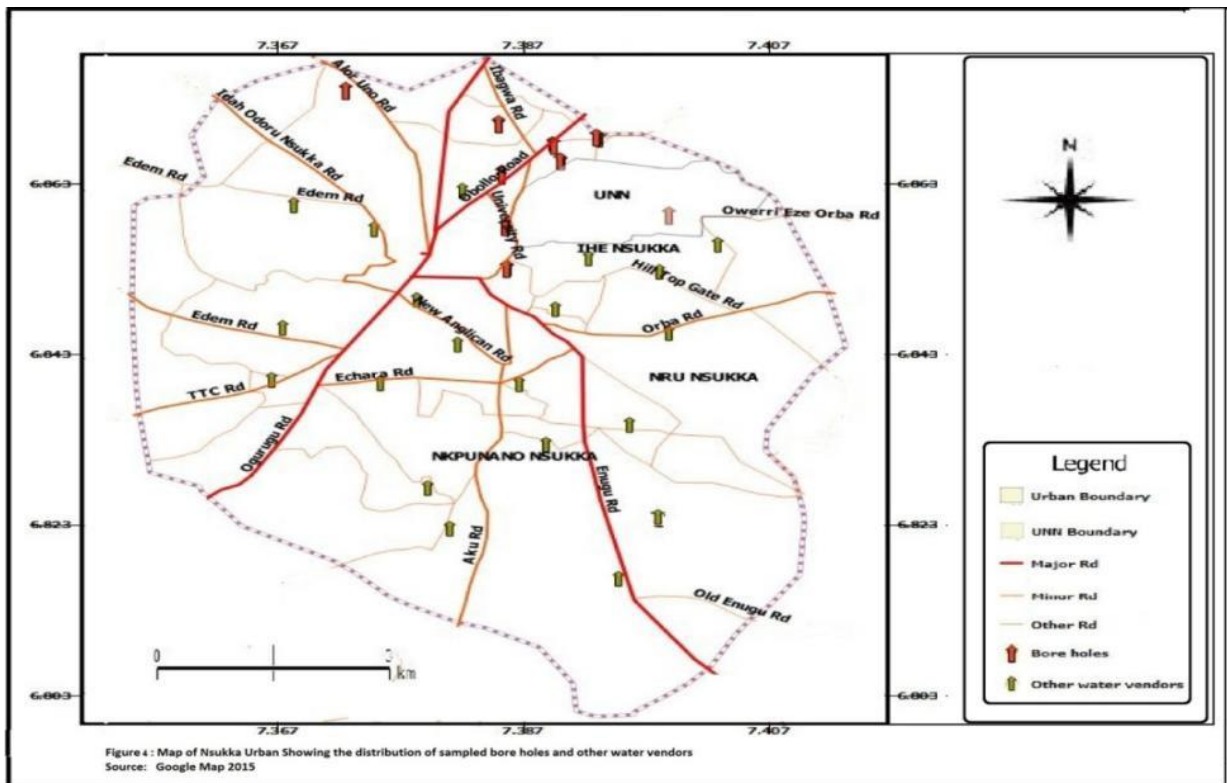 7.367 7.387 7.407
Alor Uno Rd
Ibagwa Rd
Idah Odoru Nsukka Rd
Edem Rd
6.863
Edem Rd
Obollo Road
University Rd
UNN
Owerri Eze Orba Rd
6.863
IHE NSUKKA
Hill Top Gate Rd
Edem Rd
New Anglican Rd
Orba Rd
6.843
TTC Rd
Echara Rd
NRU NSUKKA
6.843
Ogurugu Rd
NKPUNANO NSUKKA
Enugu Rd
6.823
Aku Rd
6.823
Old Enugu Rd
0 3
km
6.803
6.803
7.367 7.387 7.407
N
Legend
Urban Boundary
UNN Boundary
Major Rd
Minur Rd
Other Rd
Bore holes
Other water vendors
Figure 4 : Map of Nsukka Urban Showing the distribution of sampled bore holes and other water vendors
Source: Google Map 2015